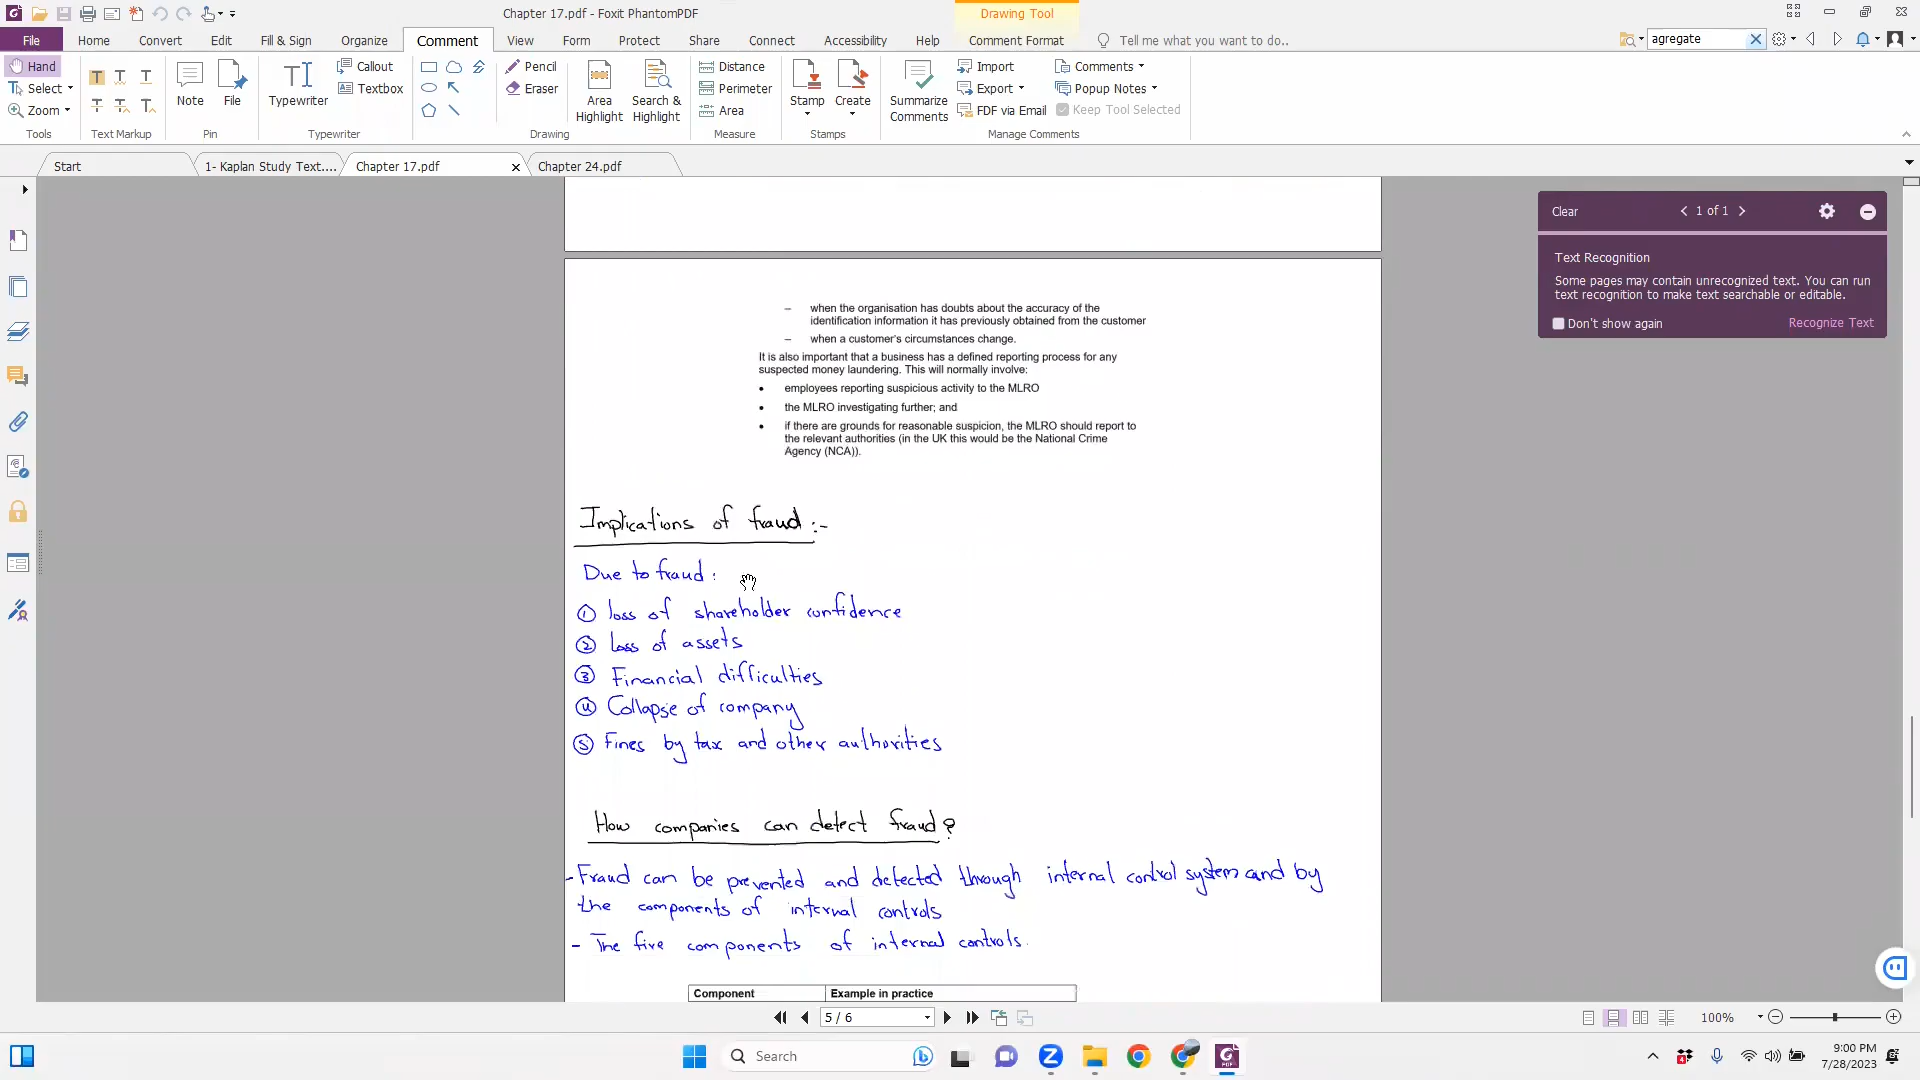 Chapter 17.pdf - Foxit PhantomPDF
Drawing Tool
File
Home
Convert
Edit
Fill & Sign
Organize
Comment
View
Form
Protect
Share
Connect
Accessibility
Help
Comment Format
Tell me what you want to do..
agregate
Hand
Select
Zoom
Tools
T T T
T T T
Text Markup
Note
File
Pin
Typewriter
Callout
Textbox
Typewriter
Pencil
Eraser
Area
Highlight
Search &
Highlight
Drawing
Distance
Perimeter
Area
Measure
Stamp
Create
Stamps
Summarize
Comments
Import
Export
FDF via Email
Comments
Popup Notes
Keep Tool Selected
Manage Comments
Start
1- Kaplan Study Text....
Chapter 17.pdf
Chapter 24.pdf
Clear
1 of 1
Text Recognition
Some pages may contain unrecognized text. You can run
text recognition to make text searchable or editable.
Don't show again
Recognize Text
– when the organisation has doubts about the accuracy of the
identification information it has previously obtained from the customer
– when a customer's circumstances change.
It is also important that a business has a defined reporting process for any
suspected money laundering. This will normally involve:
• employees reporting suspicious activity to the MLRO
• the MLRO investigating further; and
• if there are grounds for reasonable suspicion, the MLRO should report to
the relevant authorities (in the UK this would be the National Crime
Agency (NCA)).
Implications of fraud :-
Due to fraud :
① loss of shareholder confidence
② loss of assets
③ Financial difficulties
④ Collapse of company
⑤ Fines by tax and other authorities
How companies can detect fraud?
- Fraud can be prevented and detected through internal control system and by
the components of internal controls
- The five components of internal controls.
Component
Example in practice
5 / 6
100%
Search
4
9:00 PM
7/28/2023